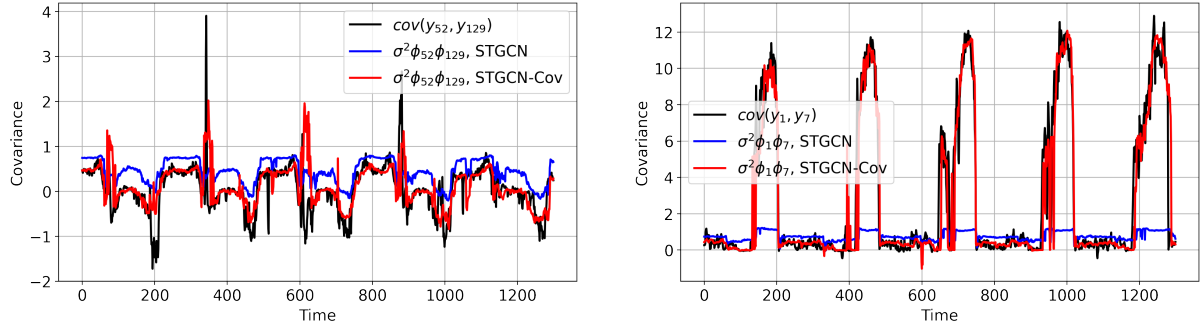 4
3
2
1
0
−1
−2
Covariance
0 200 400 600 800 1000 1200
Time
cov(y₅₂, y₁₂₉)
σ²ϕ₅₂ϕ₁₂₉, STGCN
σ²ϕ₅₂ϕ₁₂₉, STGCN-Cov
12
10
8
6
4
2
0
Covariance
0 200 400 600 800 1000 1200
Time
cov(y₁, y₇)
σ²ϕ₁ϕ₇, STGCN
σ²ϕ₁ϕ₇, STGCN-Cov